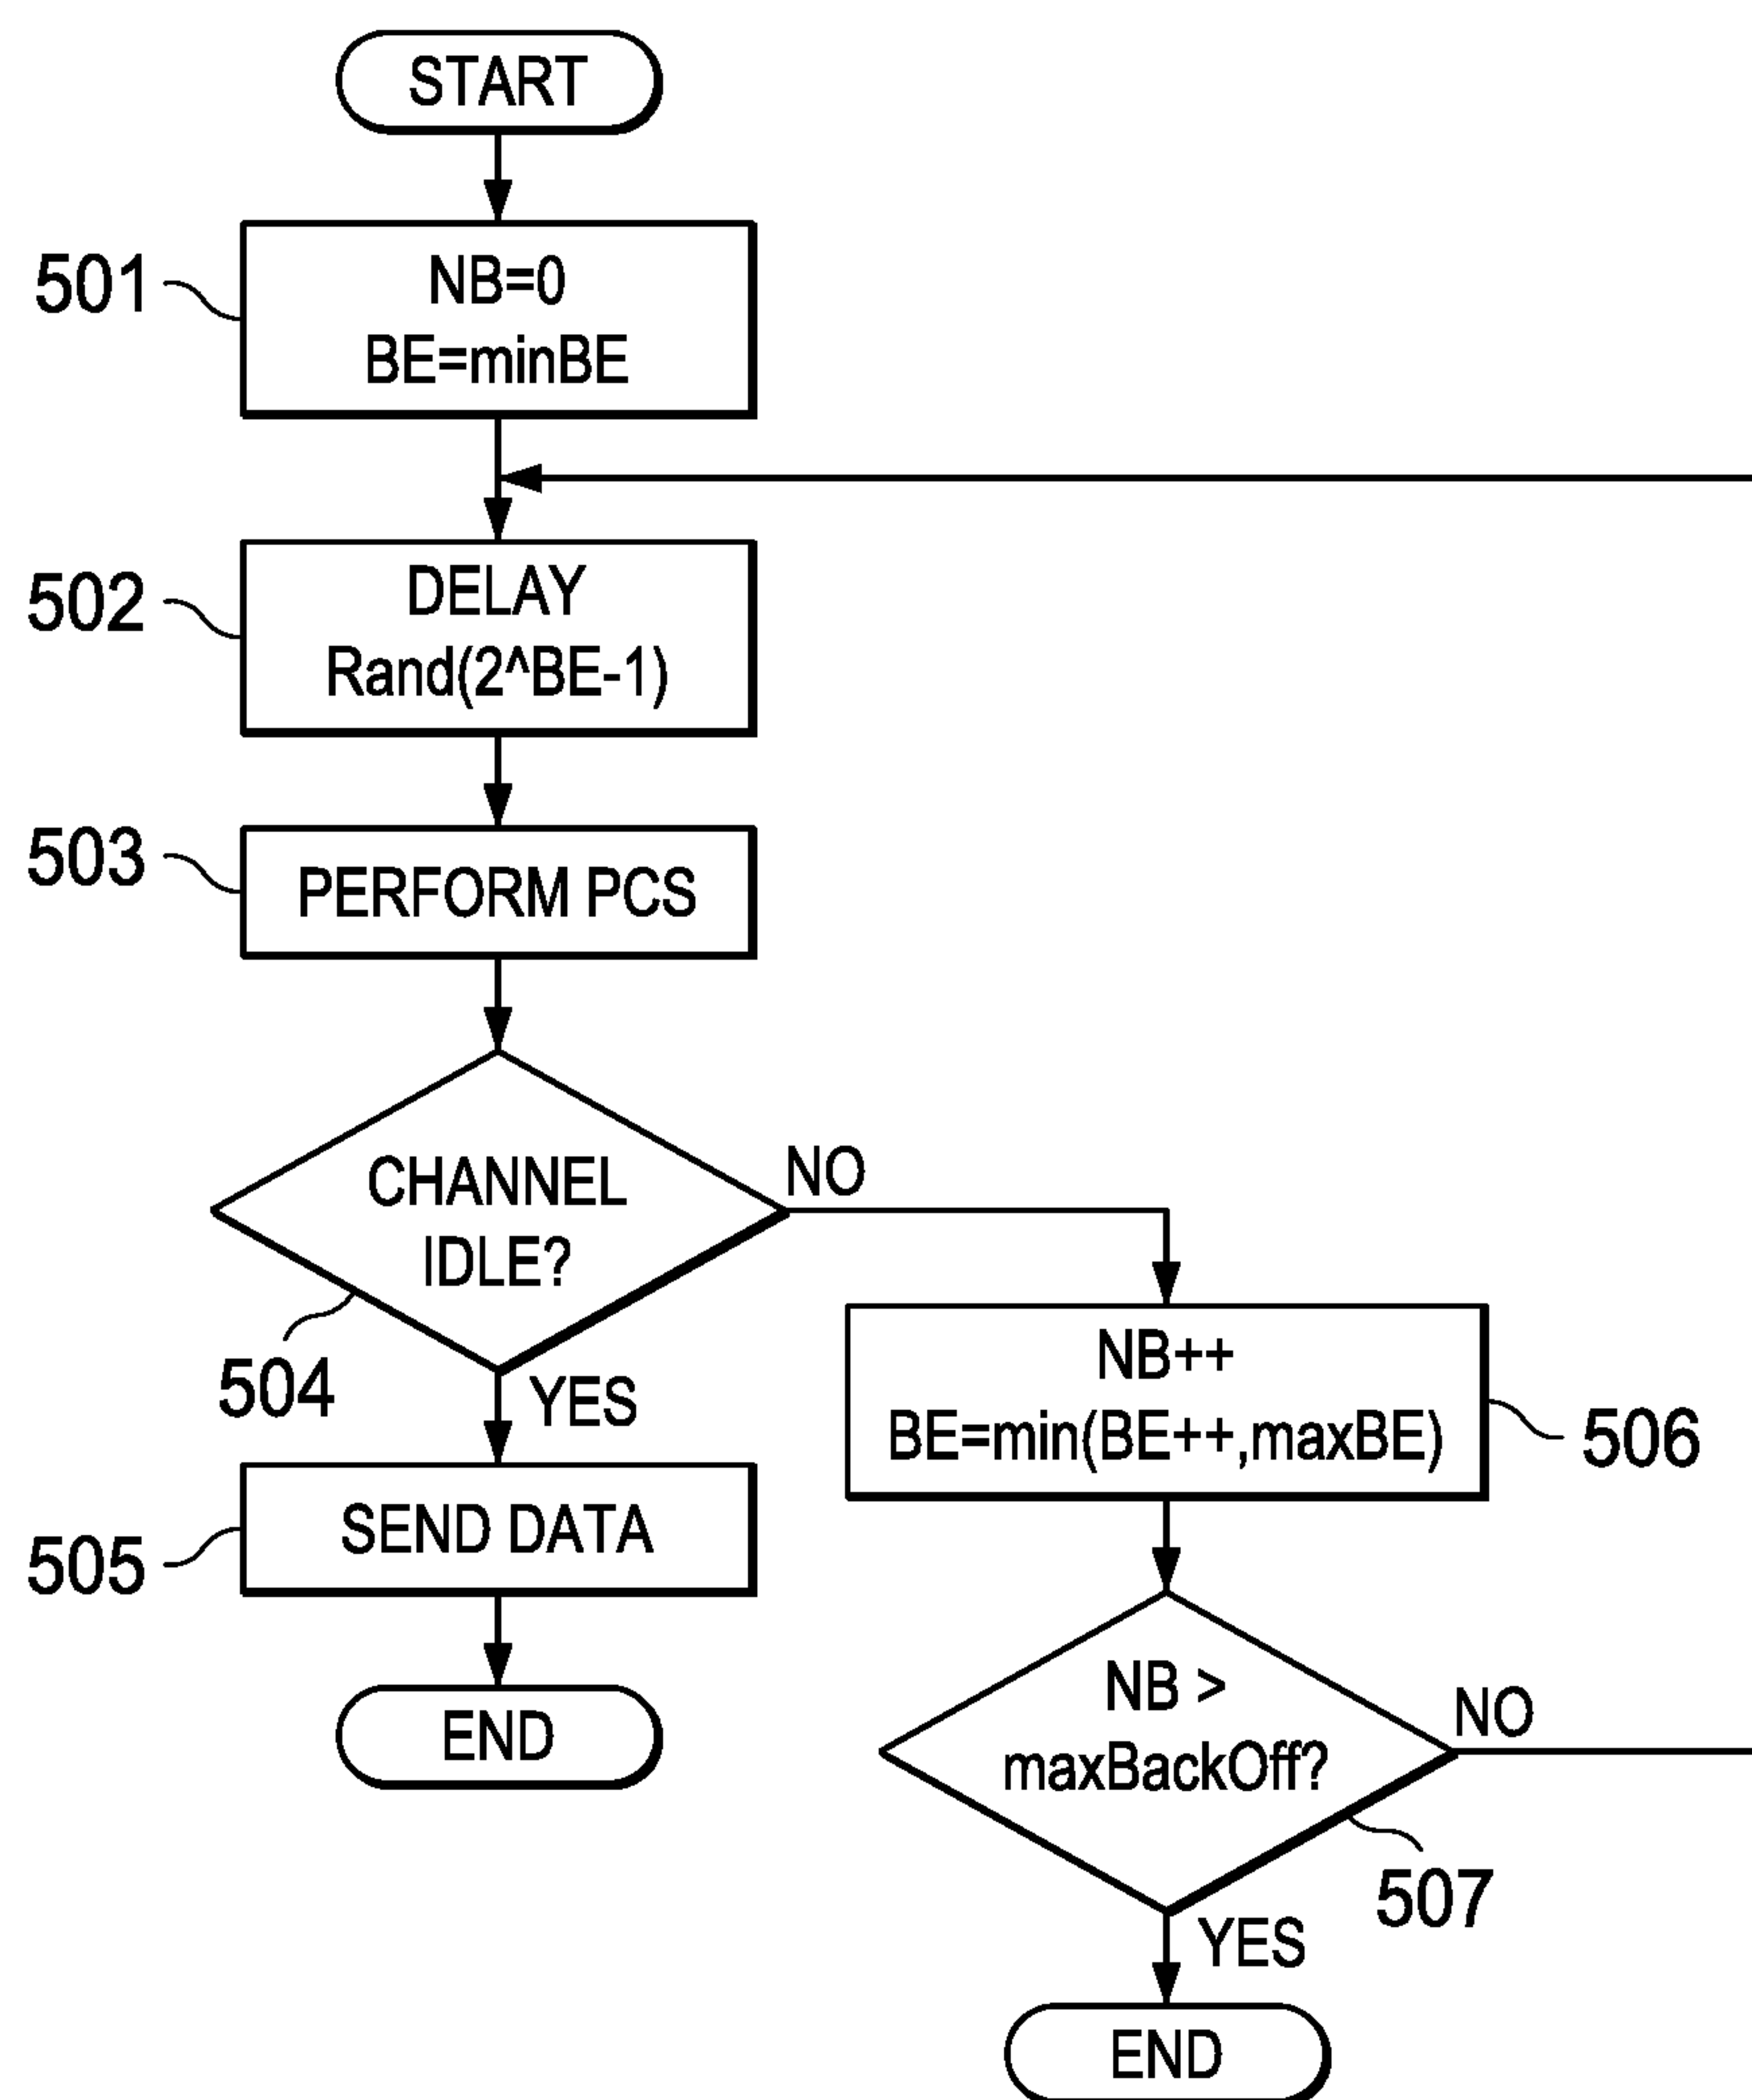 START
501
NB=0
BE=minBE
502
DELAY
Rand(2^BE-1)
503
PERFORM PCS
CHANNEL
IDLE?
NO
504
YES
NB++
BE=min(BE++,maxBE)
506
505
SEND DATA
NB >
maxBackOff?
NO
END
507
YES
END